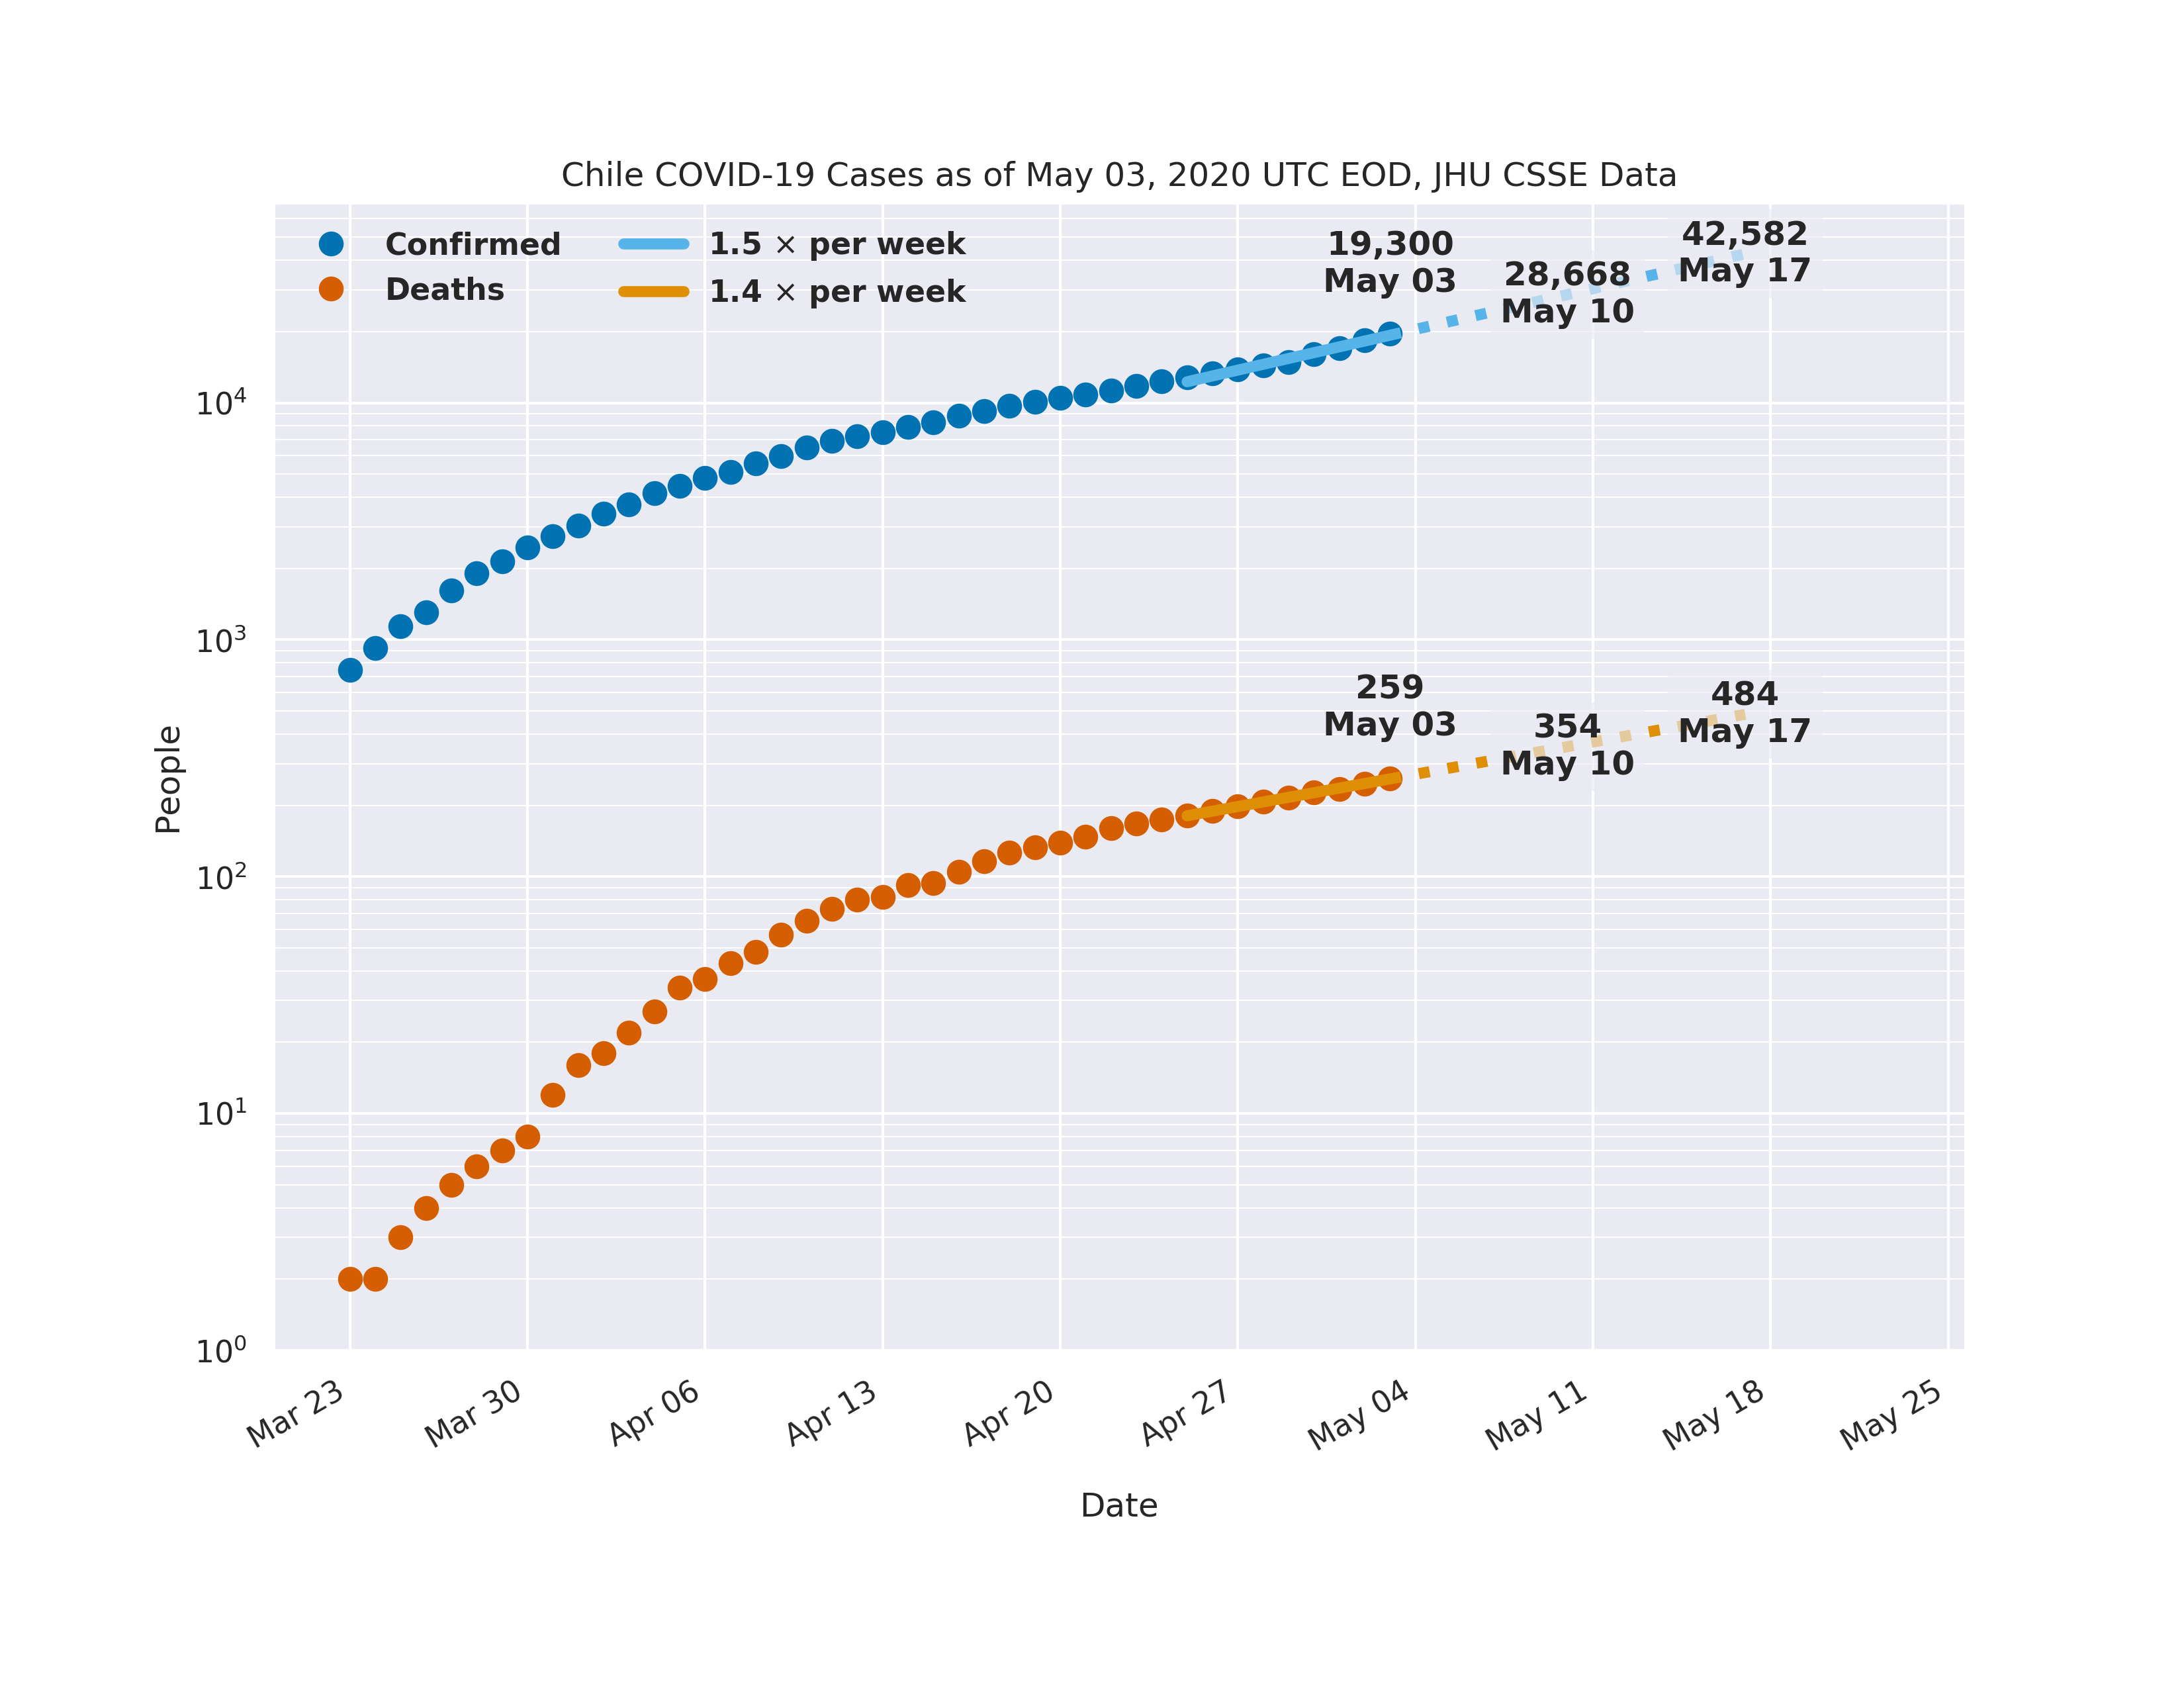 Chile COVID-19 Cases as of May 03, 2020 UTC EOD, JHU CSSE Data
Confirmed
Deaths
1.5 × per week
1.4 × per week
19,300
May 03
28,668
May 10
42,582
May 17
259
May 03
354
May 10
484
May 17
People
10⁴
10³
10²
10¹
10⁰
Mar 23
Mar 30
Apr 06
Apr 13
Apr 20
Apr 27
May 04
May 11
May 18
May 25
Date